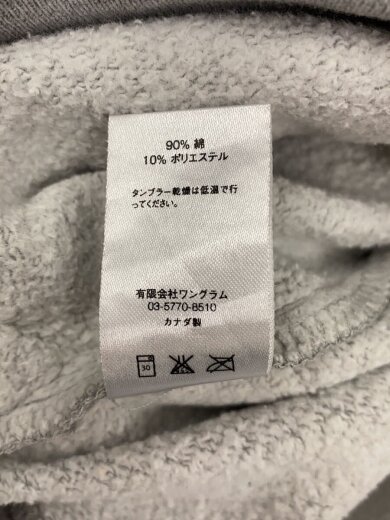 90% 綿
10% ポリエステル
タンブラー乾燥は低温で行
ってください。
有限会社ワングラム
03-5770-8510
カナダ製
30